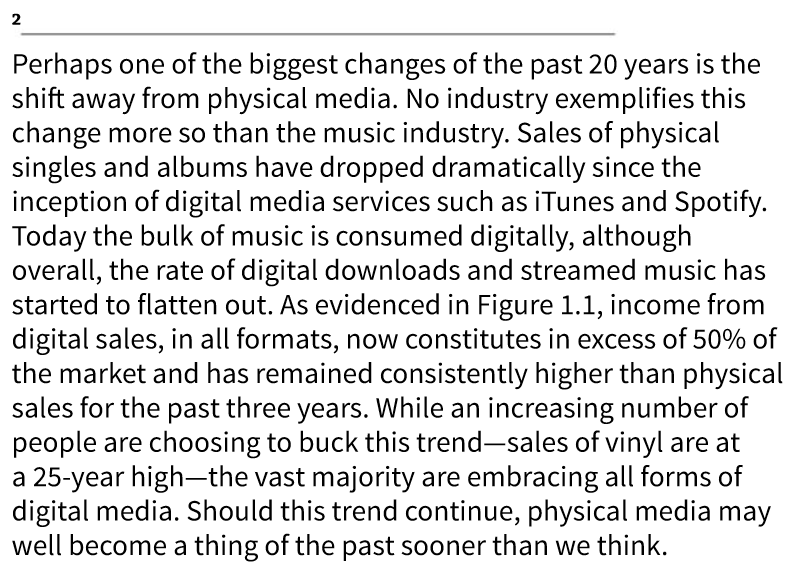 2
Perhaps one of the biggest changes of the past 20 years is the
shift away from physical media. No industry exemplifies this
change more so than the music industry. Sales of physical
singles and albums have dropped dramatically since the
inception of digital media services such as iTunes and Spotify.
Today the bulk of music is consumed digitally, although
overall, the rate of digital downloads and streamed music has
started to flatten out. As evidenced in Figure 1.1, income from
digital sales, in all formats, now constitutes in excess of 50% of
the market and has remained consistently higher than physical
sales for the past three years. While an increasing number of
people are choosing to buck this trend—sales of vinyl are at
a 25-year high—the vast majority are embracing all forms of
digital media. Should this trend continue, physical media may
well become a thing of the past sooner than we think.